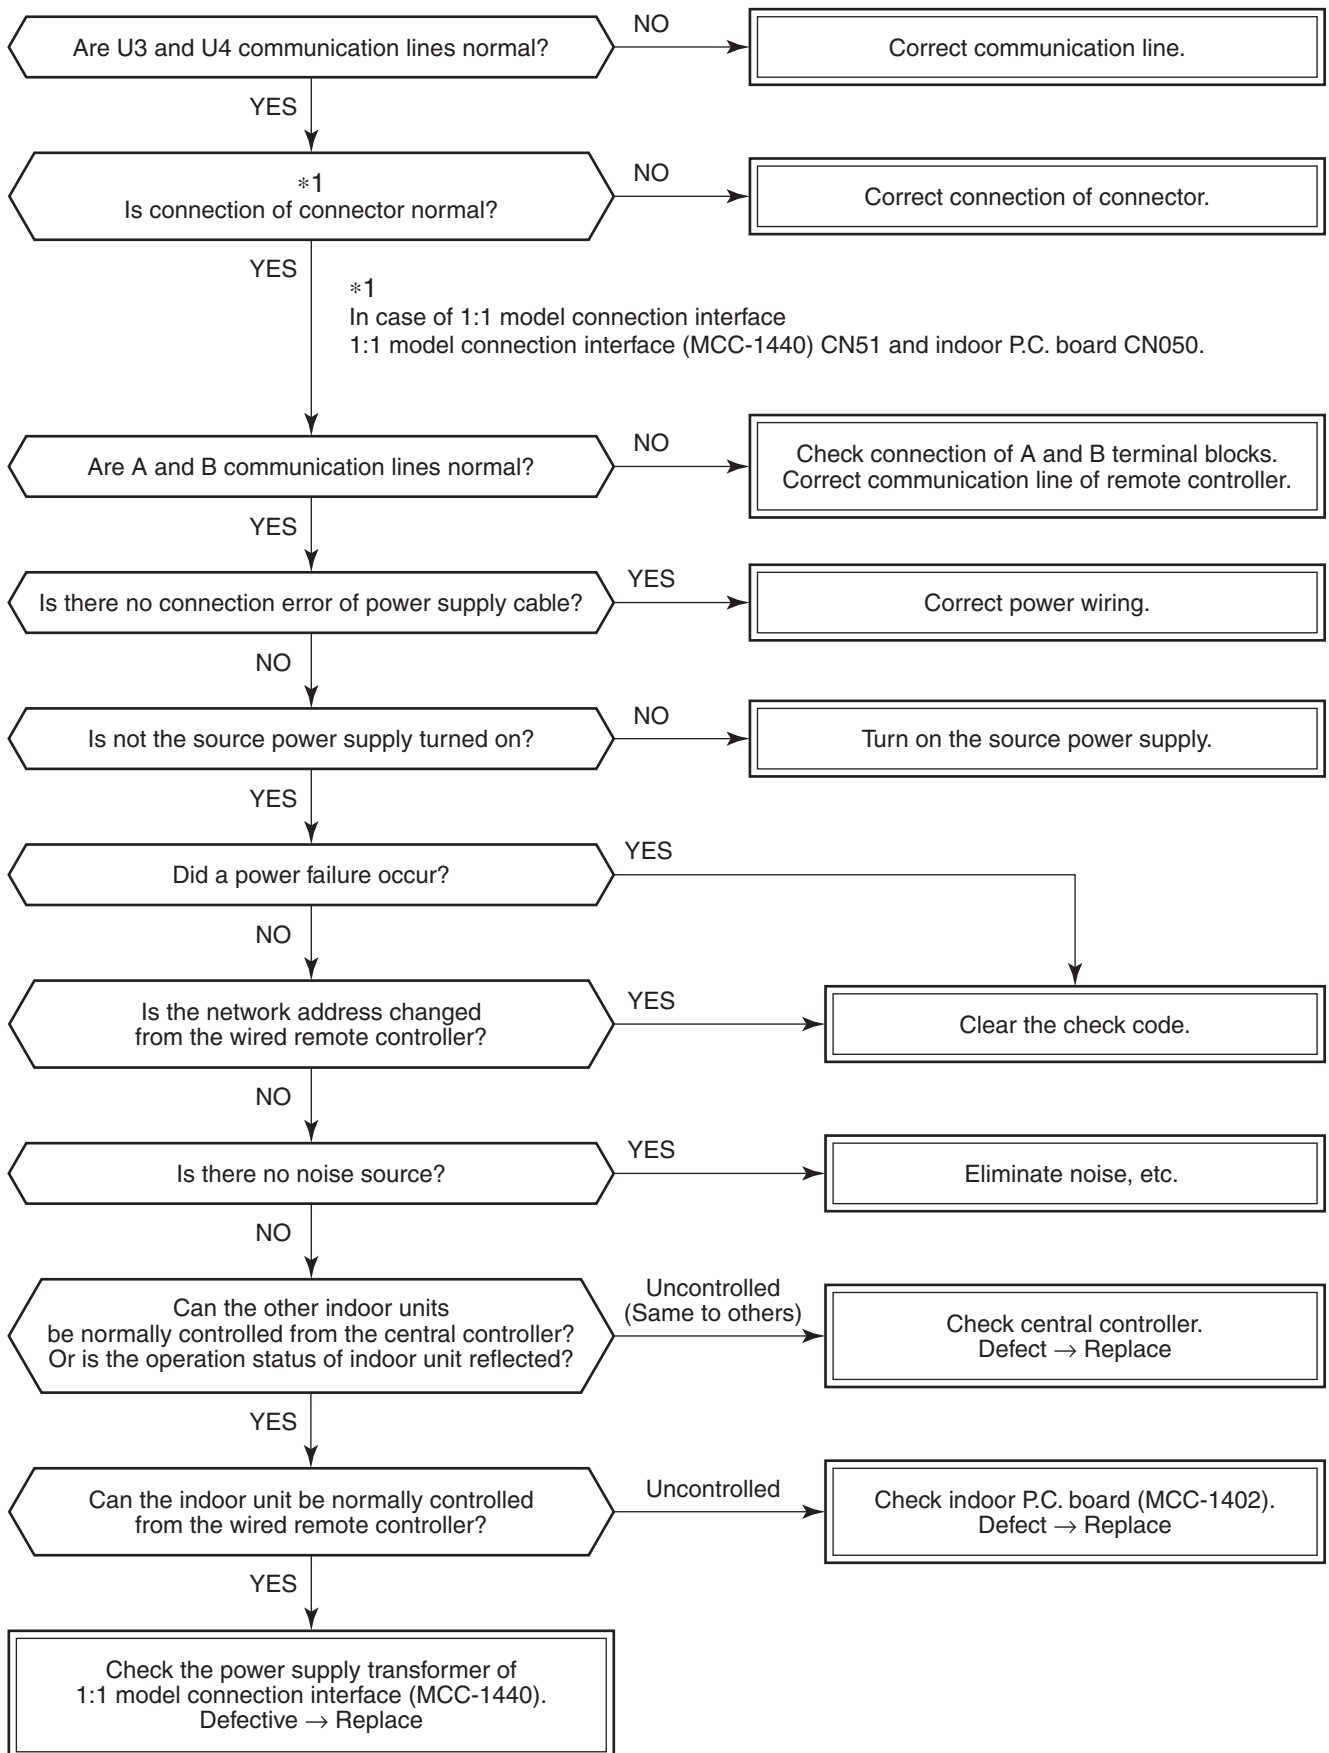 Are U3 and U4 communication lines normal?
NO
Correct communication line.
YES
*1
Is connection of connector normal?
NO
Correct connection of connector.
YES
*1
In case of 1:1 model connection interface
1:1 model connection interface (MCC-1440) CN51 and indoor P.C. board CN050.
Are A and B communication lines normal?
NO
Check connection of A and B terminal blocks.
Correct communication line of remote controller.
YES
Is there no connection error of power supply cable?
YES
Correct power wiring.
NO
Is not the source power supply turned on?
NO
Turn on the source power supply.
YES
Did a power failure occur?
YES
NO
Is the network address changed
from the wired remote controller?
YES
Clear the check code.
NO
Is there no noise source?
YES
Eliminate noise, etc.
NO
Can the other indoor units
be normally controlled from the central controller?
Or is the operation status of indoor unit reflected?
Uncontrolled
(Same to others)
Check central controller.
Defect → Replace
YES
Can the indoor unit be normally controlled
from the wired remote controller?
Uncontrolled
Check indoor P.C. board (MCC-1402).
Defect → Replace
YES
Check the power supply transformer of
1:1 model connection interface (MCC-1440).
Defective → Replace